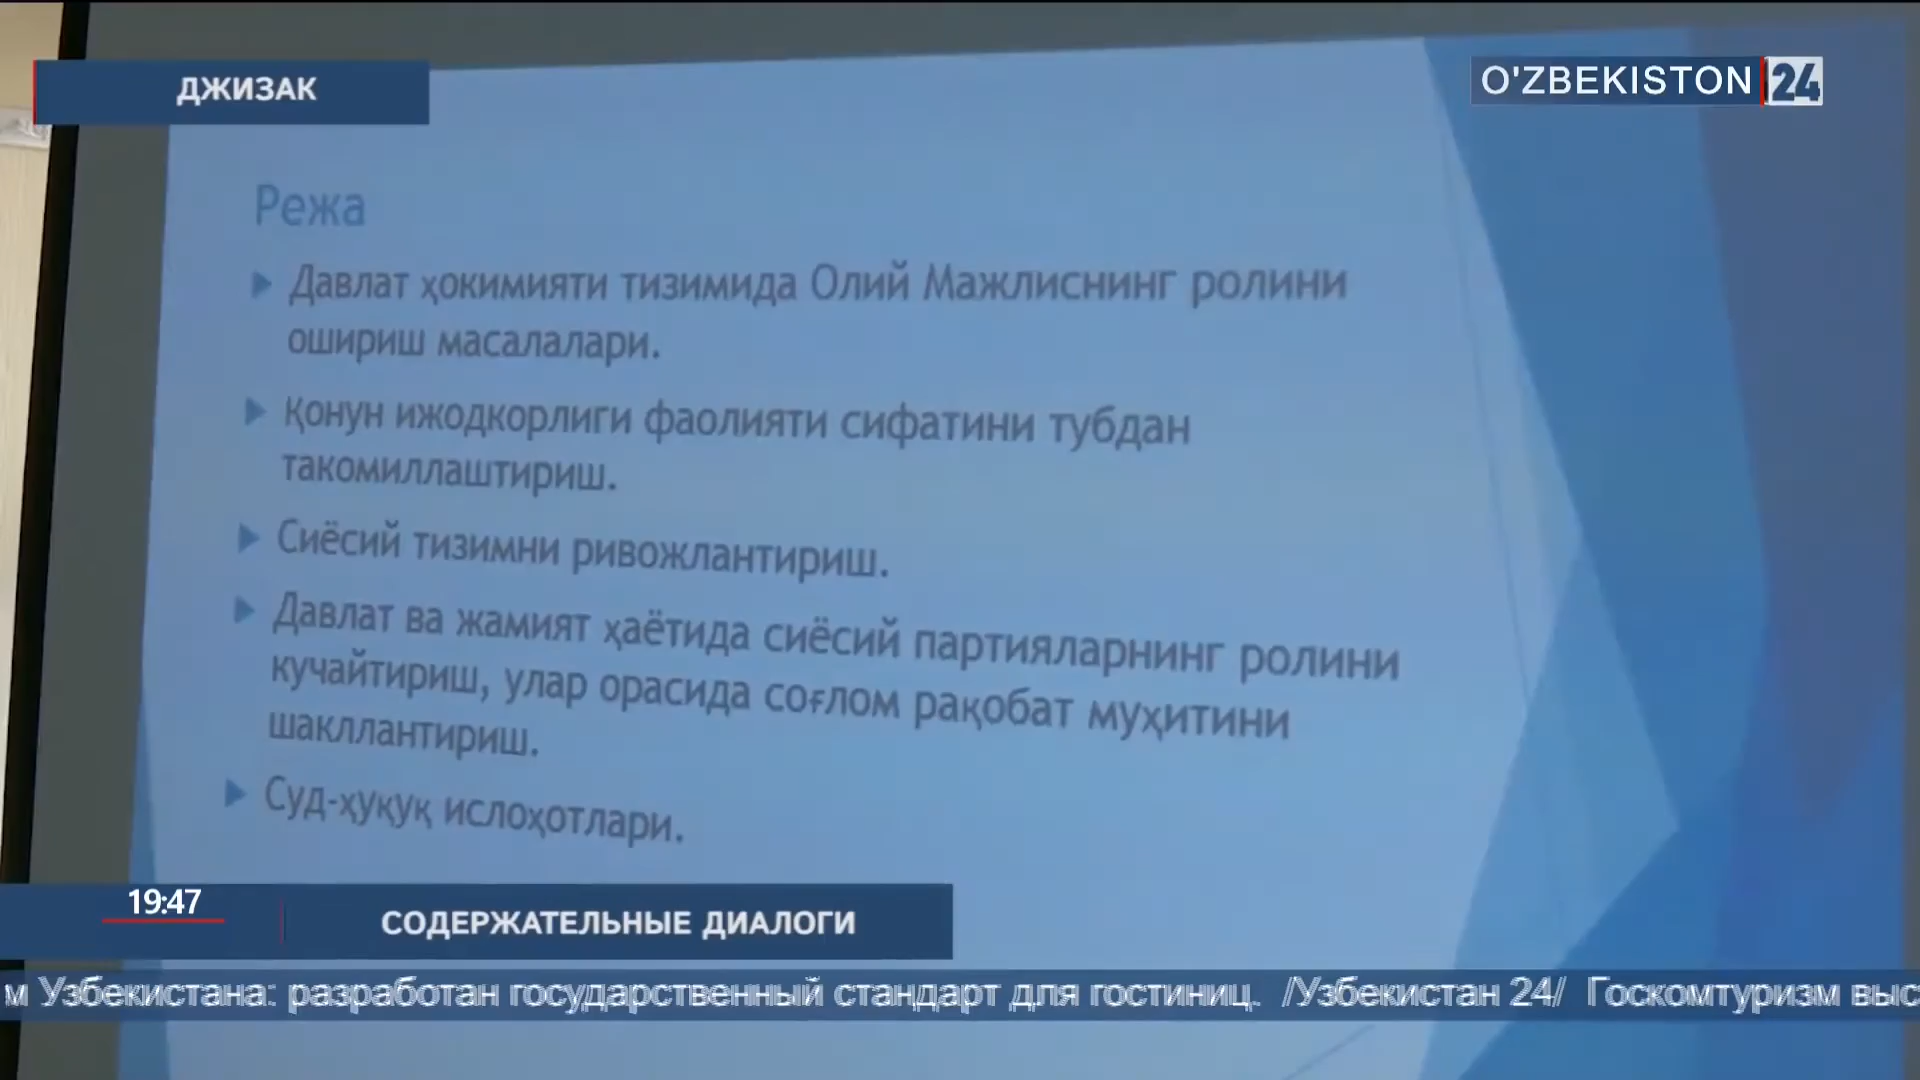 ДЖИЗАК
O'ZBEKISTON 24
Режа
Давлат ҳокимияти тизимида Олий Мажлиснинг ролини
ошириш масалалари.
Қонун ижодкорлиги фаолияти сифатини тубдан
такомиллаштириш.
Сиёсий тизимни ривожлантириш.
Давлат ва жамият ҳаётида сиёсий партияларнинг ролини
кучайтириш, улар орасида соғлом рақобат муҳитини
шакллантириш.
Суд-ҳуқуқ ислоҳотлари.
19:47
СОДЕРЖАТЕЛЬНЫЕ ДИАЛОГИ
м Узбекистана: разработан государственный стандарт для гостиниц. /Узбекистан 24/ Госкомтуризм выс